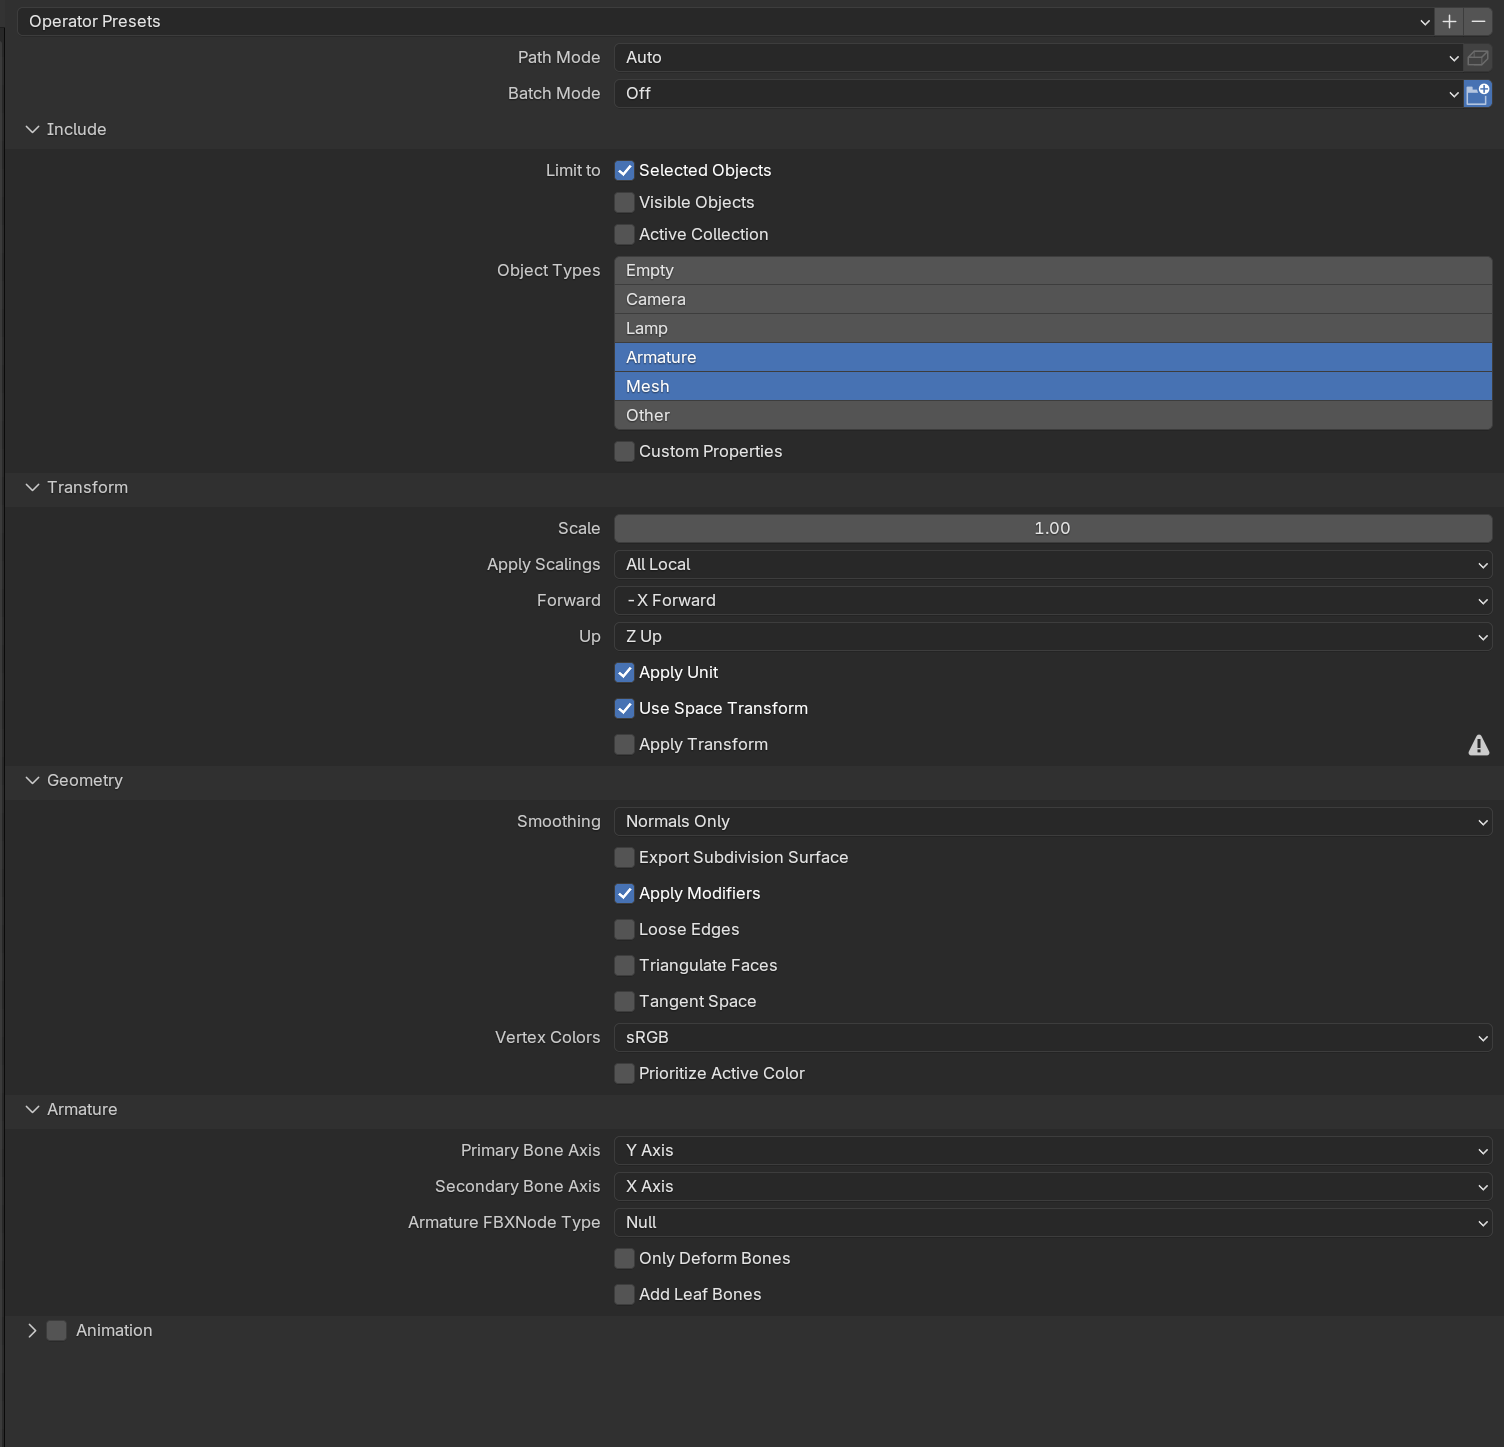 Operator Presets
Path Mode Auto
Batch Mode Off
Include
Limit to Selected Objects
Visible Objects
Active Collection
Object Types Empty
Camera
Lamp
Armature
Mesh
Other
Custom Properties
Transform
Scale 1.00
Apply Scalings All Local
Forward -X Forward
Up Z Up
Apply Unit
Use Space Transform
Apply Transform
Geometry
Smoothing Normals Only
Export Subdivision Surface
Apply Modifiers
Loose Edges
Triangulate Faces
Tangent Space
Vertex Colors sRGB
Prioritize Active Color
Armature
Primary Bone Axis Y Axis
Secondary Bone Axis X Axis
Armature FBXNode Type Null
Only Deform Bones
Add Leaf Bones
Animation